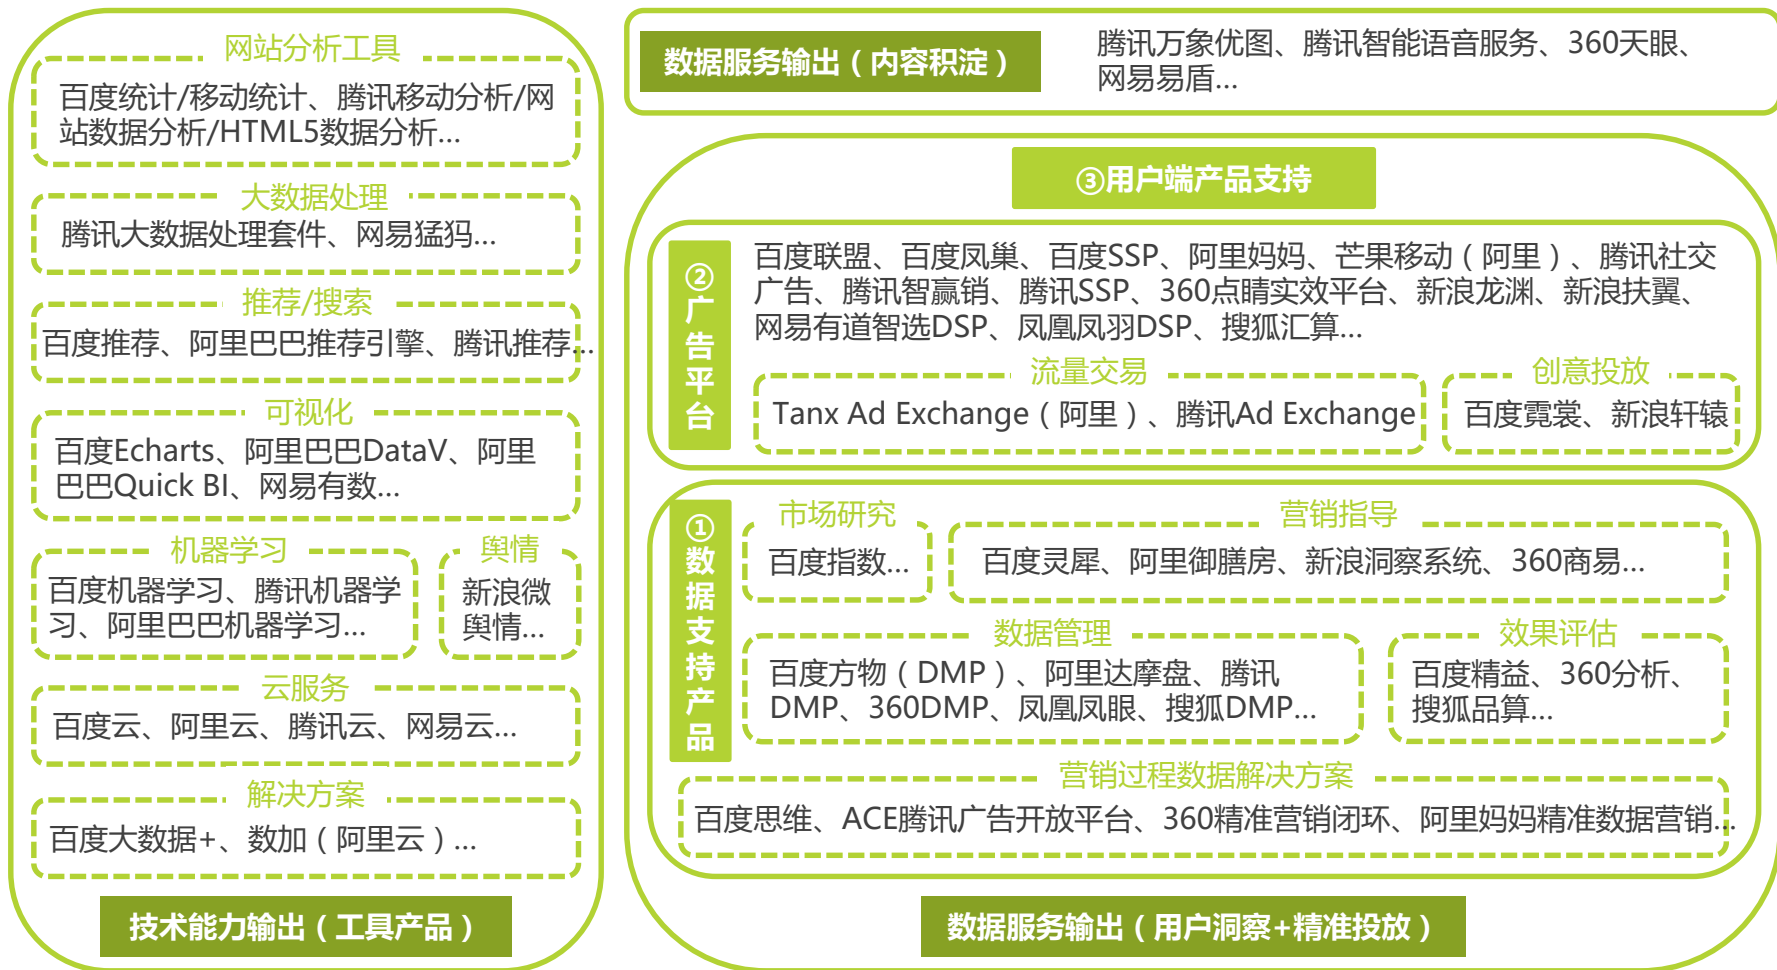 网站分析工具
百度统计/移动统计、腾讯移动分析/网
站数据分析/HTML5数据分析...
大数据处理
腾讯大数据处理套件、网易猛犸...
推荐/搜索
百度推荐、阿里巴巴推荐引擎、腾讯推荐...
可视化
百度Echarts、阿里巴巴DataV、阿里
巴巴Quick BI、网易有数...
机器学习
百度机器学习、腾讯机器学
习、阿里巴巴机器学习...
舆情
新浪微
舆情...
云服务
百度云、阿里云、腾讯云、网易云...
解决方案
百度大数据+、数加（阿里云）...
技术能力输出（工具产品）
数据服务输出（内容积淀）
腾讯万象优图、腾讯智能语音服务、360天眼、
网易易盾...
③用户端产品支持
②广告平台
百度联盟、百度凤巢、百度SSP、阿里妈妈、芒果移动（阿里）、腾讯社交
广告、腾讯智赢销、腾讯SSP、360点睛实效平台、新浪龙渊、新浪扶翼、
网易有道智选DSP、凤凰凤羽DSP、搜狐汇算...
流量交易
Tanx Ad Exchange（阿里）、腾讯Ad Exchange
创意投放
百度霓裳、新浪轩辕
①数据支持产品
市场研究
百度指数...
营销指导
百度灵犀、阿里御膳房、新浪洞察系统、360商易...
数据管理
百度方物（DMP）、阿里达摩盘、腾讯
DMP、360DMP、凤凰凤眼、搜狐DMP...
效果评估
百度精益、360分析、
搜狐品算...
营销过程数据解决方案
百度思维、ACE腾讯广告开放平台、360精准营销闭环、阿里妈妈精准数据营销...
数据服务输出（用户洞察+精准投放）